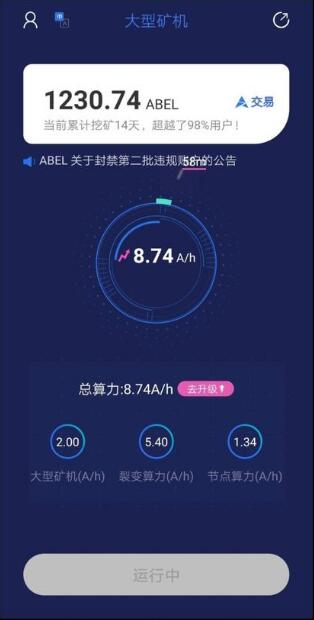 大型矿机
1230.74 ABEL
交易
当前累计挖矿14天，超越了98%用户！
ABEL 关于封禁第二批违规账户的公告
58m
8.74 A/h
总算力:8.74A/h 去升级
2.00 5.40 1.34
大型矿机(A/h) 裂变算力(A/h) 节点算力(A/h)
运行中